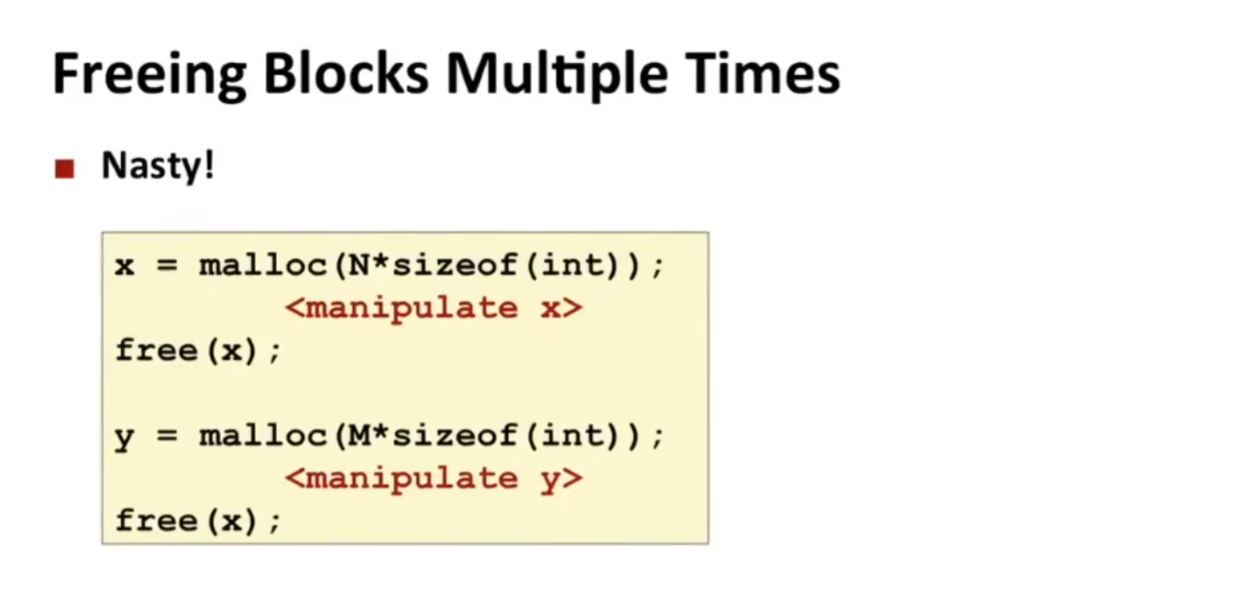 Freeing Blocks Multiple Times
Nasty!
x = malloc(N*sizeof(int));
<manipulate x>
free(x);
y = malloc(M*sizeof(int));
<manipulate y>
free(x);